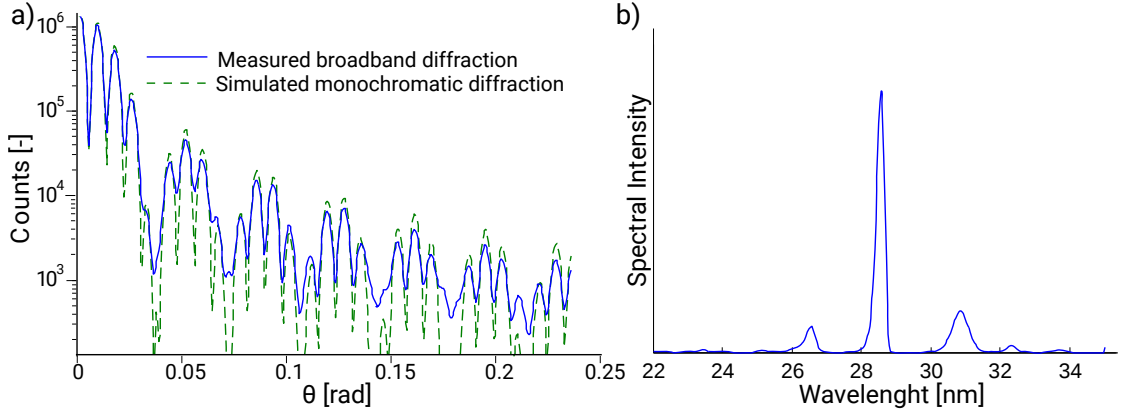 a)
10^6
10^5
10^4
10^3
Counts [-]
Measured broadband diffraction
Simulated monochromatic diffraction
0
0.05
0.1
0.15
0.2
0.25
θ [rad]
b)
Spectral Intensity
22
24
26
28
30
32
34
Wavelenght [nm]